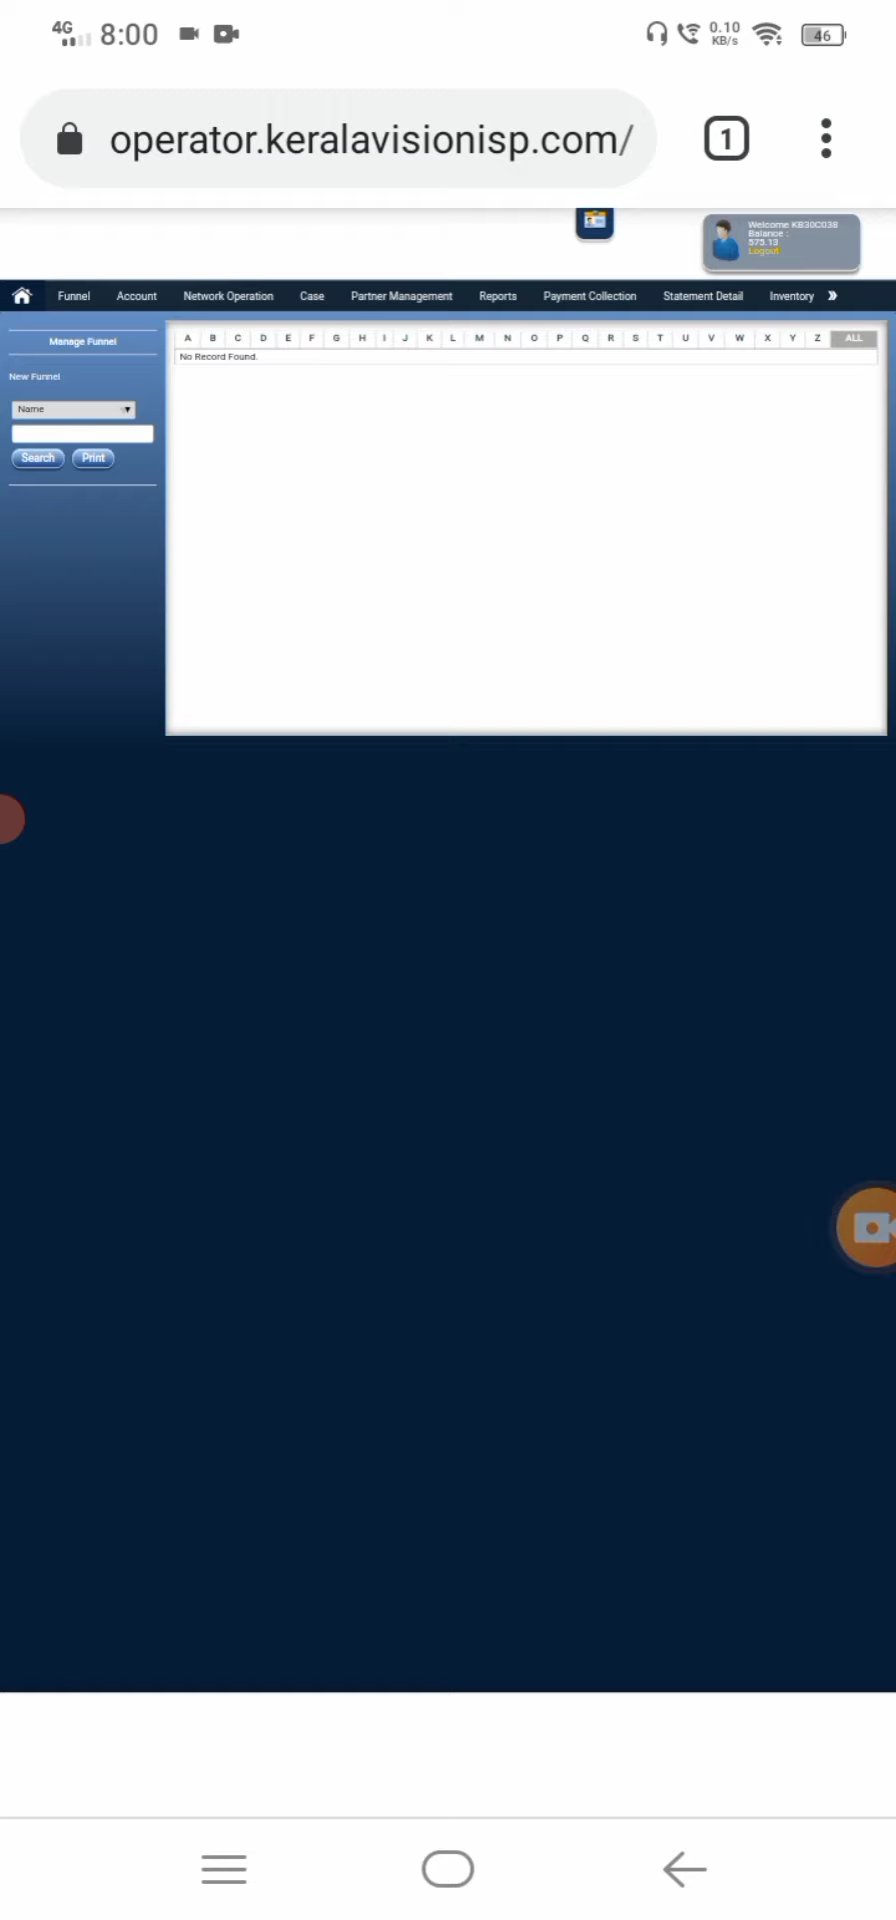 4G 8:00 0.10 KB/s 46
operator.keralavisionisp.com/ 1
Welcome KB30C038
Balance :
575.13
Logout
Funnel Account Network Operation Case Partner Management Reports Payment Collection Statement Detail Inventory »
Manage Funnel
A B C D E F G H I J K L M N O P Q R S T U V W X Y Z ALL
No Record Found.
New Funnel
Name
Search Print